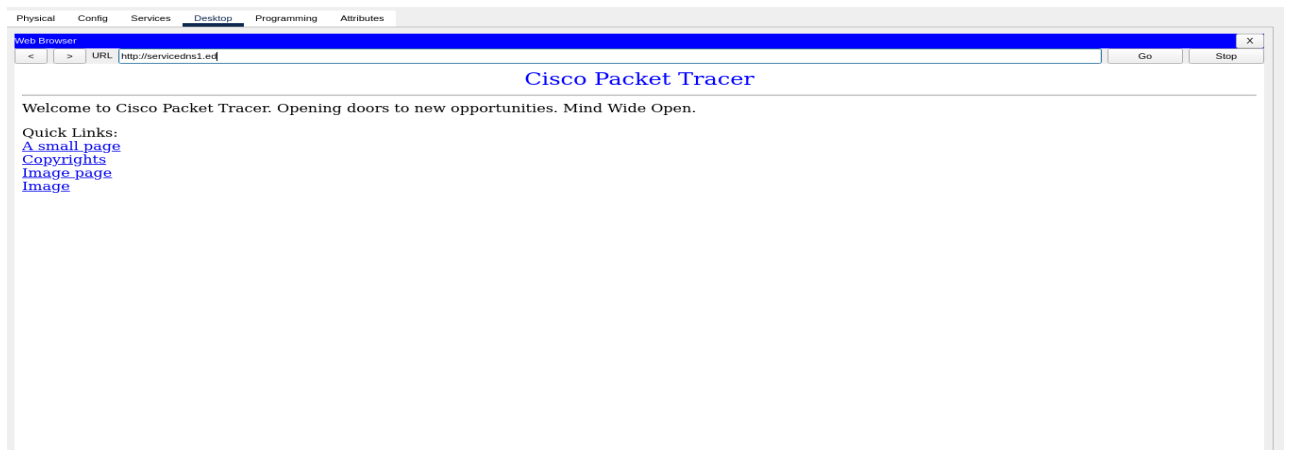 Physical Config Services Desktop Programming Attributes
Web Browser X
< > URL http://servicedns1.ed Go Stop
Cisco Packet Tracer
Welcome to Cisco Packet Tracer. Opening doors to new opportunities. Mind Wide Open.
Quick Links:
A small page
Copyrights
Image page
Image